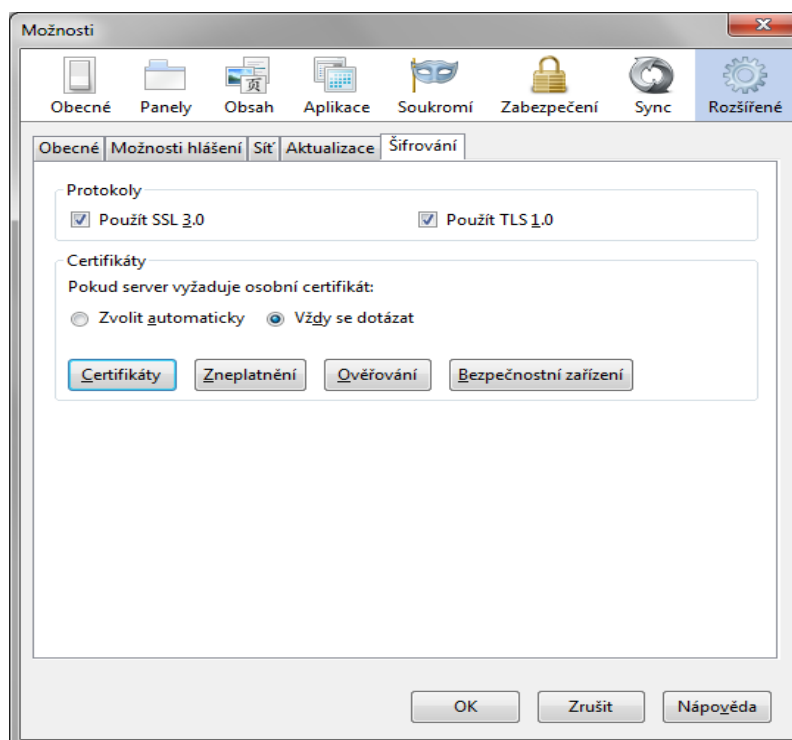 Možnosti
Obecné Panely Obsah Aplikace Soukromí Zabezpečení Sync Rozšířené
Obecné Možnosti hlášení Síť Aktualizace Šifrování
Protokoly
Použít SSL 3.0 Použít TLS 1.0
Certifikáty
Pokud server vyžaduje osobní certifikát:
Zvolit automaticky Vždy se dotázat
Certifikáty Zneplatnění Ověřování Bezpečnostní zařízení
OK Zrušit Nápověda